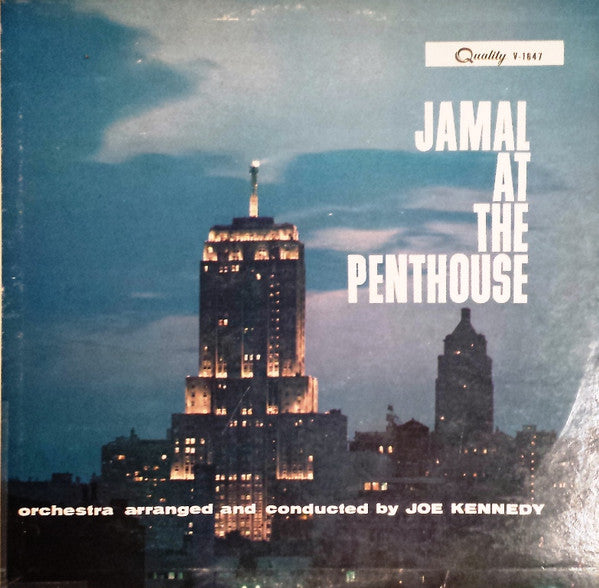 Quality V-1647
JAMAL
AT
THE
PENTHOUSE
orchestra arranged and conducted by JOE KENNEDY